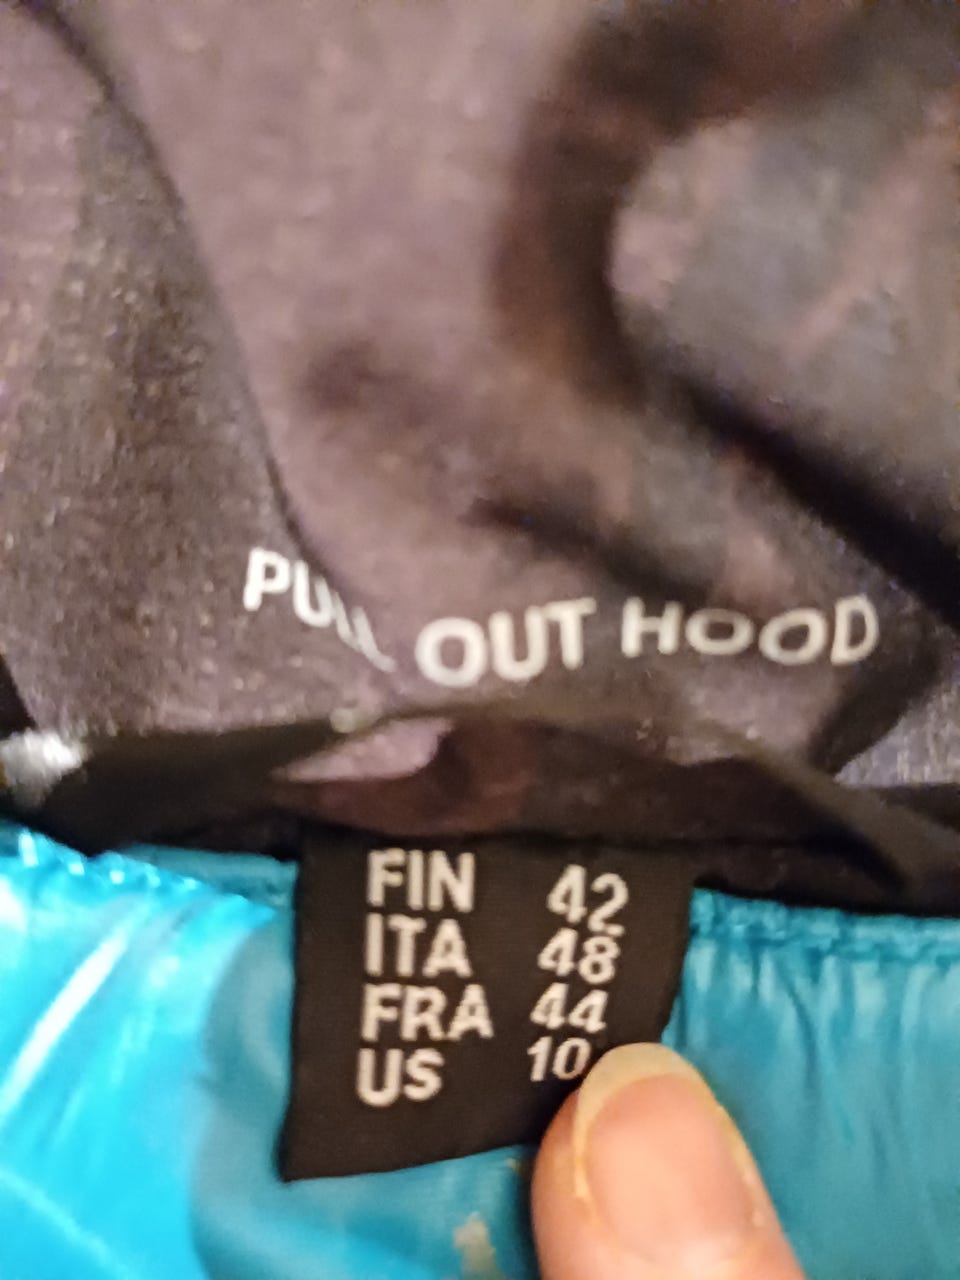 PULL OUT HOOD
FIN 42
ITA 48
FRA 44
US 10